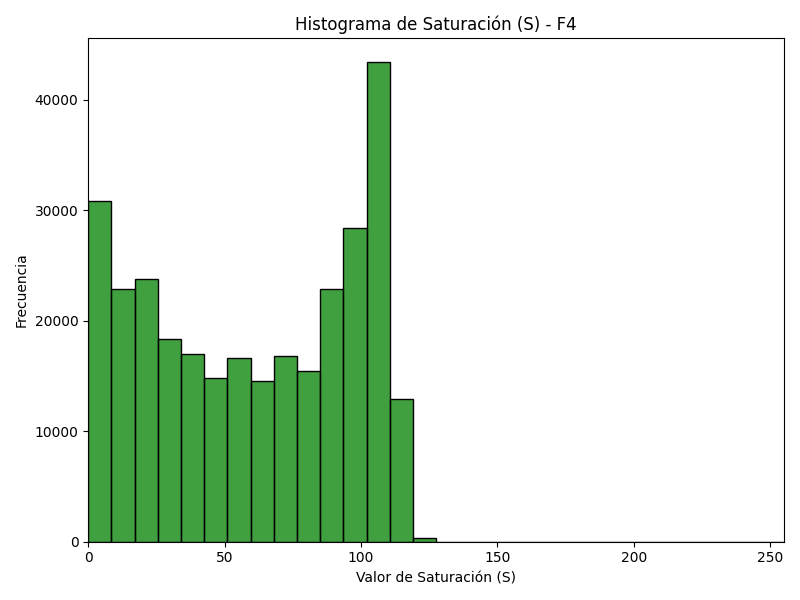 Histograma de Saturación (S) - F4
40000
30000
20000
10000
0
Frecuencia
0 50 100 150 200 250
Valor de Saturación (S)